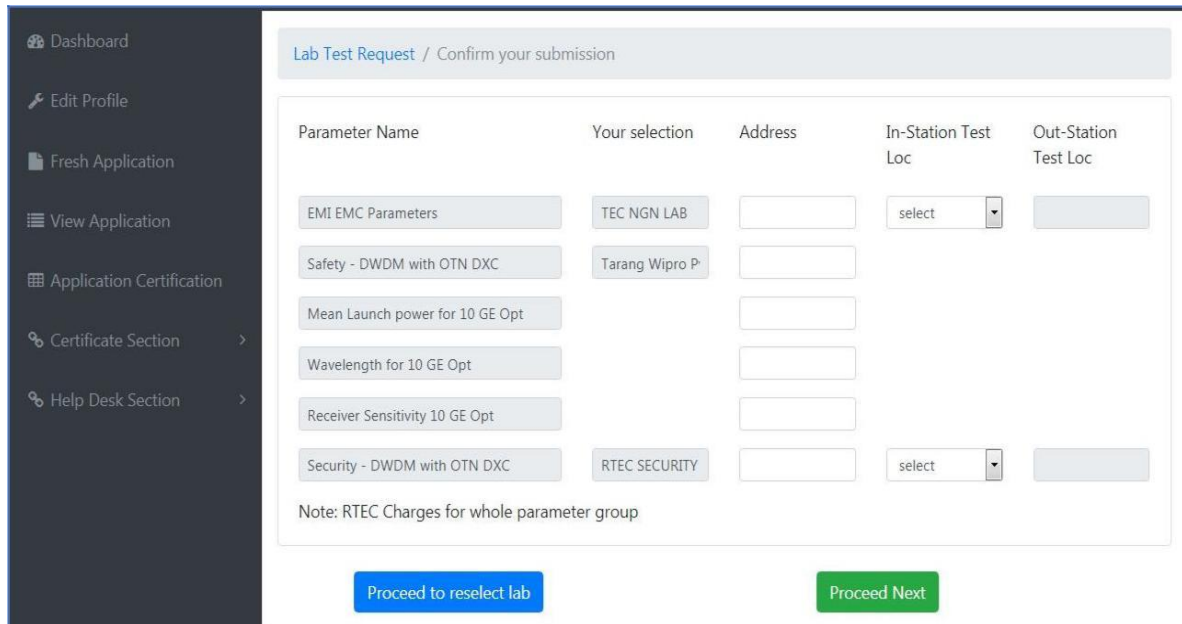 Dashboard
Edit Profile
Fresh Application
View Application
Application Certification
Certificate Section >
Help Desk Section >
Lab Test Request / Confirm your submission
Parameter Name Your selection Address In-Station Test Loc Out-Station Test Loc
EMI EMC Parameters TEC NGN LAB select
Safety - DWDM with OTN DXC Tarang Wipro P
Mean Launch power for 10 GE Opt
Wavelength for 10 GE Opt
Receiver Sensitivity 10 GE Opt
Security - DWDM with OTN DXC RTEC SECURITY select
Note: RTEC Charges for whole parameter group
Proceed to reselect lab Proceed Next